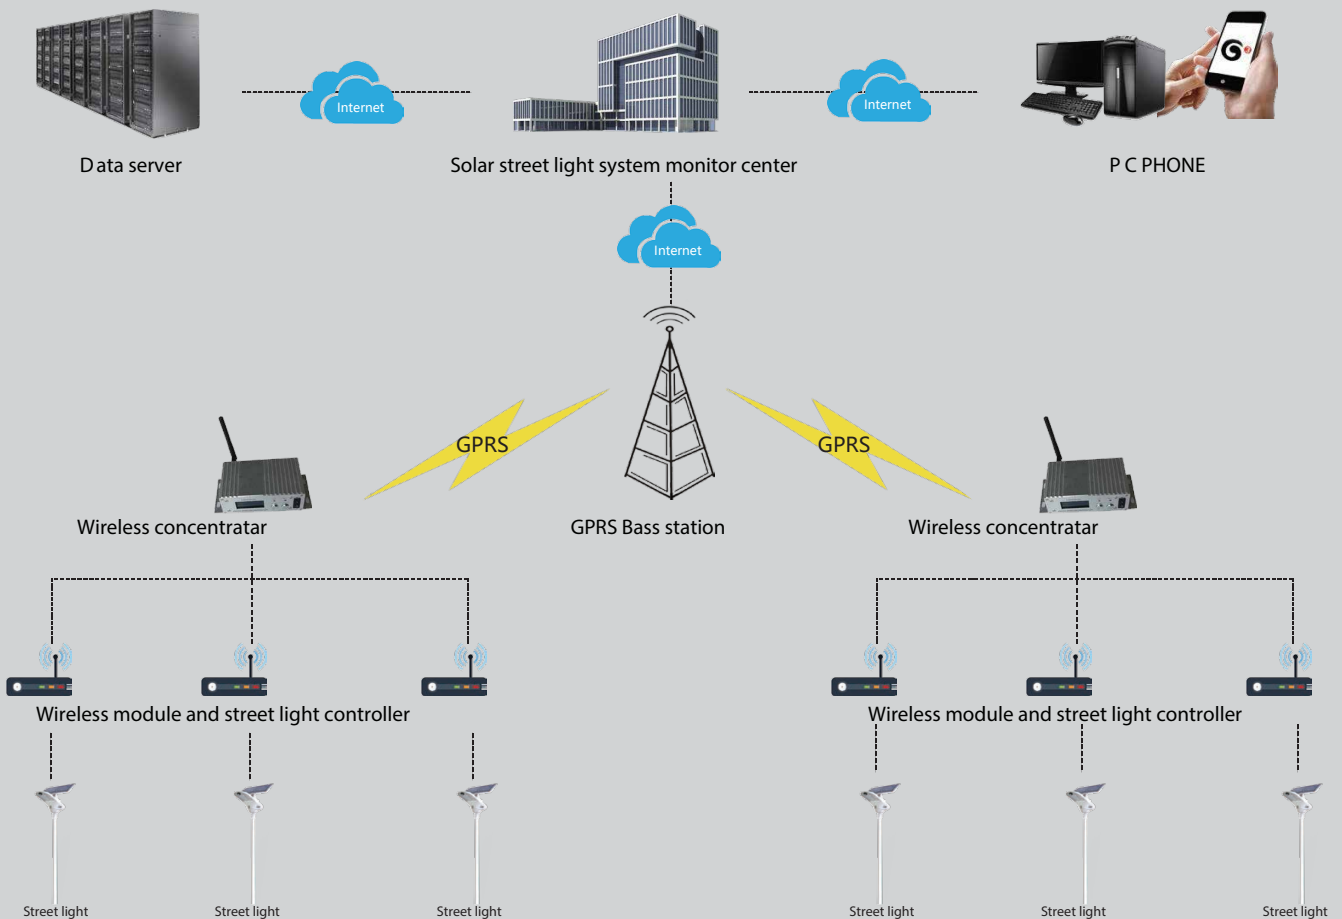 Internet
Internet
Data server
Solar street light system monitor center
P C PHONE
Internet
GPRS
GPRS
Wireless concentratar
GPRS Bass station
Wireless concentratar
Wireless module and street light controller
Wireless module and street light controller
Street light
Street light
Street light
Street light
Street light
Street light